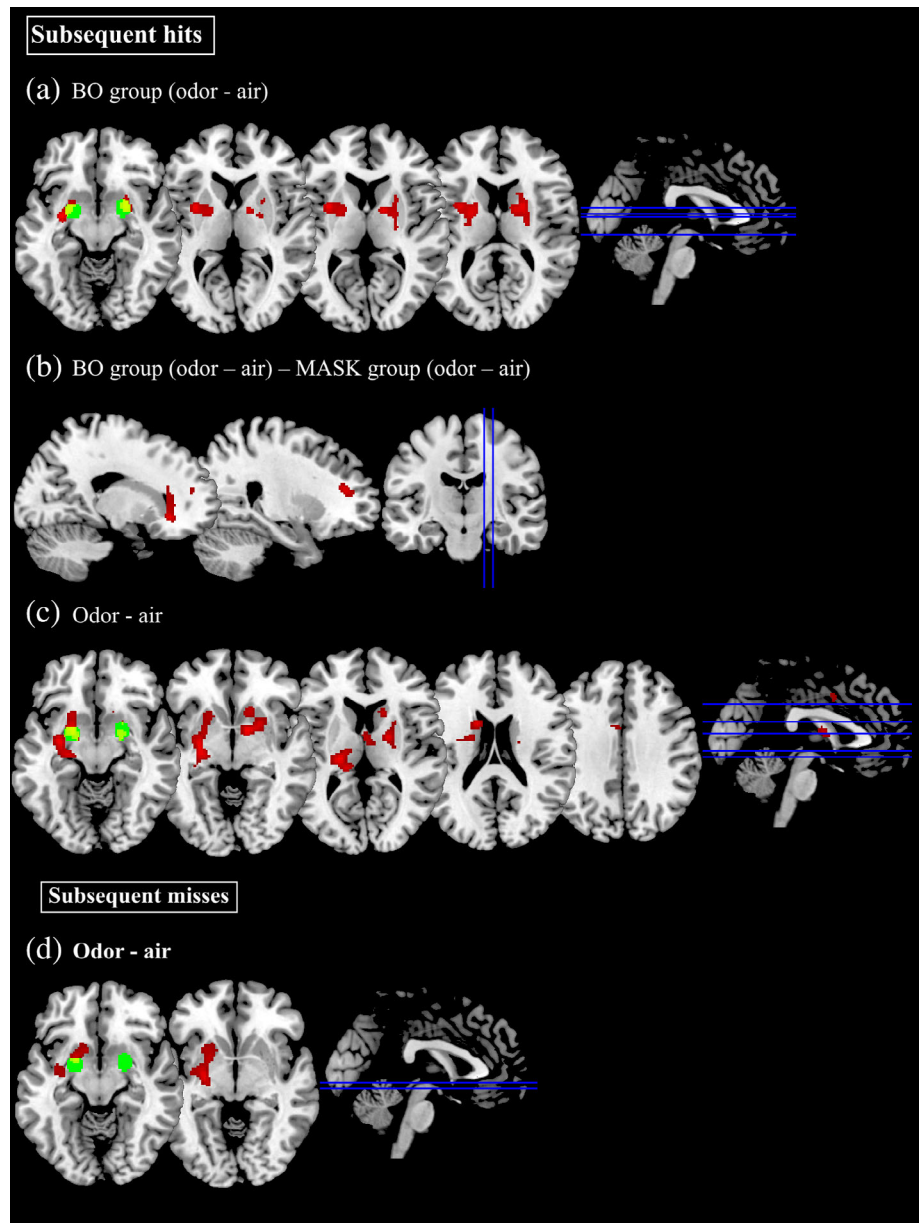 Subsequent hits
(a) BO group (odor - air)
(b) BO group (odor – air) – MASK group (odor – air)
(c) Odor - air
Subsequent misses
(d) Odor - air